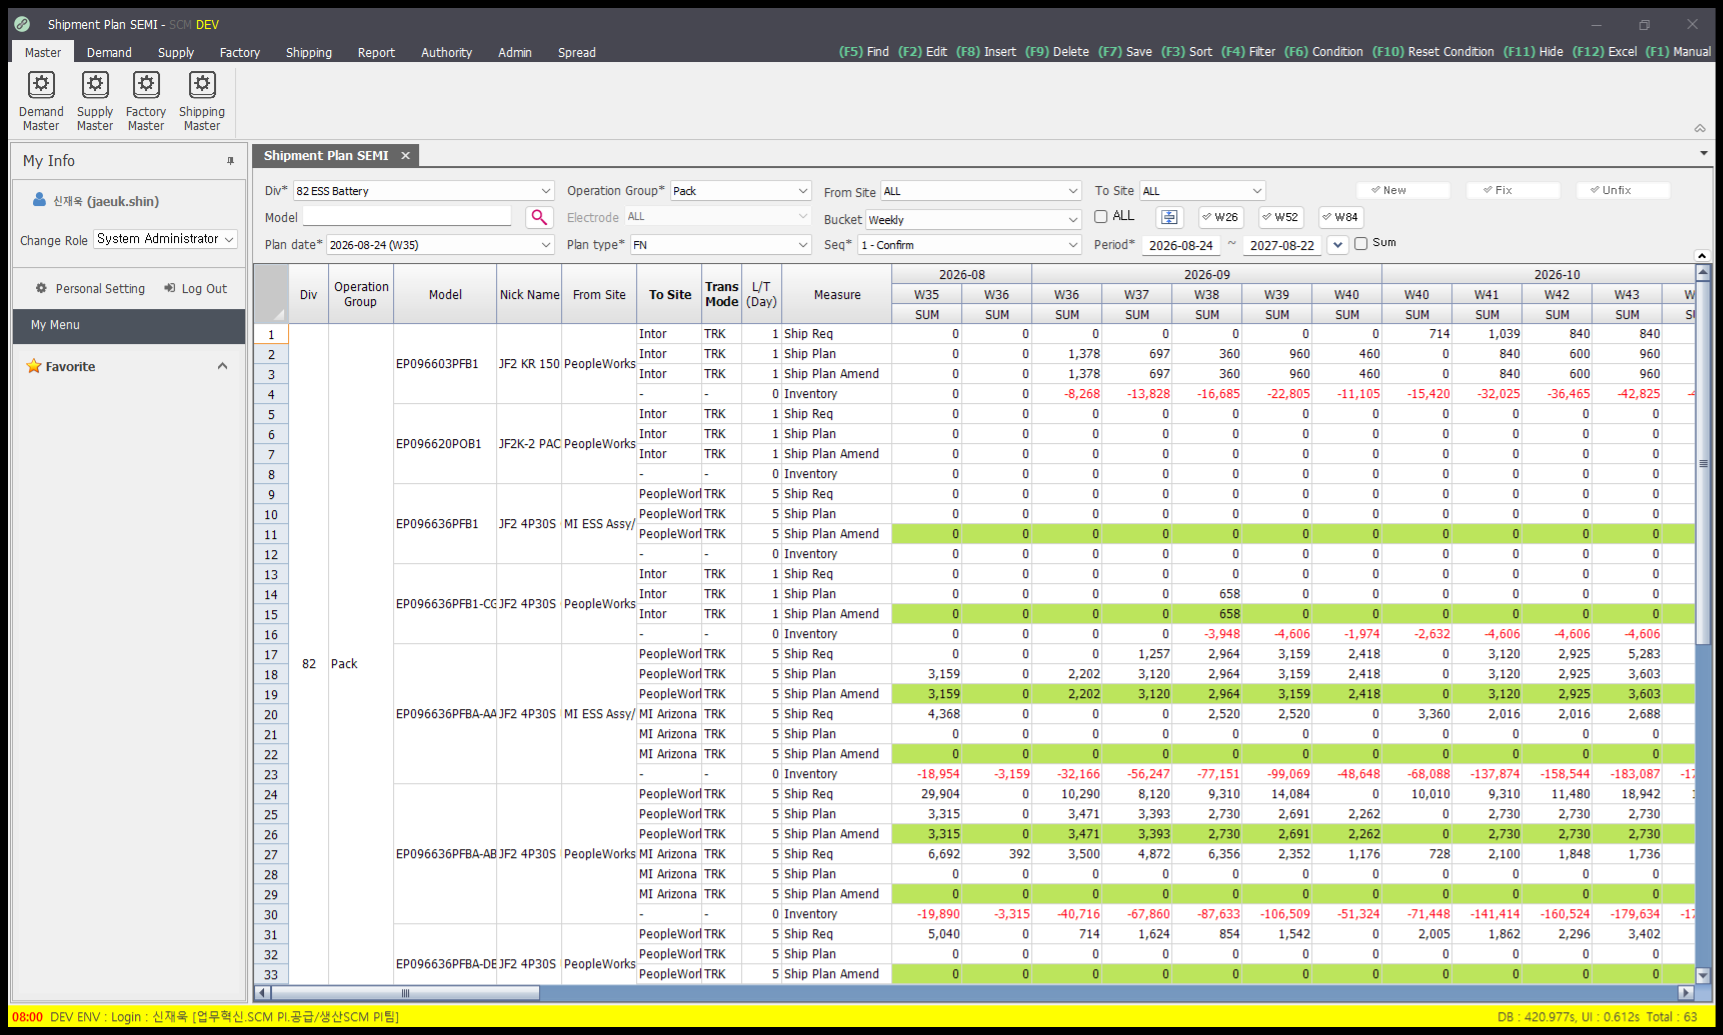 Shipment Plan SEMI - SCM DEV
Master Demand Supply Factory Shipping Report Authority Admin Spread (F5) Find (F2) Edit (F8) Insert (F9) Delete (F7) Save (F3) Sort (F4) Filter (F6) Condition (F10) Reset Condition (F11) Hide (F12) Excel (F1) Manual
Demand Master Supply Master Factory Master Shipping Master
My Info
신재욱 (jaeuk.shin)
Change Role System Administrator
Personal Setting Log Out
My Menu
Favorite
Shipment Plan SEMI
Div* 82 ESS Battery Operation Group* Pack From Site ALL To Site ALL New Fix Unfix
Model Electrode ALL Bucket Weekly ALL W26 W52 W84
Plan date* 2026-08-24 (W35) Plan type* FN Seq* 1 - Confirm Period* 2026-08-24 ~ 2027-08-22 Sum
Div Operation Group Model Nick Name From Site To Site Trans Mode L/T (Day) Measure
2026-08 2026-09 2026-10
W35 W36 W36 W37 W38 W39 W40 W40 W41 W42 W43
SUM SUM SUM SUM SUM SUM SUM SUM SUM SUM SUM
82 Pack
1 Intor TRK 1 Ship Req 0 0 0 0 0 0 0 714 1,039 840 840
2 Intor TRK 1 Ship Plan 0 0 1,378 697 360 960 460 0 840 600 960
EP096603PFB1 JF2 KR 150 PeopleWorks
3 Intor TRK 1 Ship Plan Amend 0 0 1,378 697 360 960 460 0 840 600 960
4 - - 0 Inventory 0 0 -8,268 -13,828 -16,685 -22,805 -11,105 -15,420 -32,025 -36,465 -42,825
5 Intor TRK 1 Ship Req 0 0 0 0 0 0 0 0 0 0 0
6 Intor TRK 1 Ship Plan 0 0 0 0 0 0 0 0 0 0 0
EP096620POB1 JF2K-2 PAC PeopleWorks
7 Intor TRK 1 Ship Plan Amend 0 0 0 0 0 0 0 0 0 0 0
8 - - 0 Inventory 0 0 0 0 0 0 0 0 0 0 0
9 PeopleWorl TRK 5 Ship Req 0 0 0 0 0 0 0 0 0 0 0
10 PeopleWorl TRK 5 Ship Plan 0 0 0 0 0 0 0 0 0 0 0
EP096636PFB1 JF2 4P30S MI ESS Assy/
11 PeopleWorl TRK 5 Ship Plan Amend 0 0 0 0 0 0 0 0 0 0 0
12 - - 0 Inventory 0 0 0 0 0 0 0 0 0 0 0
13 Intor TRK 1 Ship Req 0 0 0 0 0 0 0 0 0 0 0
14 Intor TRK 1 Ship Plan 0 0 0 0 658 0 0 0 0 0 0
EP096636PFB1-CG JF2 4P30S PeopleWorks
15 Intor TRK 1 Ship Plan Amend 0 0 0 0 658 0 0 0 0 0 0
16 - - 0 Inventory 0 0 0 0 -3,948 -4,606 -1,974 -2,632 -4,606 -4,606 -4,606
17 PeopleWorl TRK 5 Ship Req 0 0 0 1,257 2,964 3,159 2,418 0 3,120 2,925 5,283
18 PeopleWorl TRK 5 Ship Plan 3,159 0 2,202 3,120 2,964 3,159 2,418 0 3,120 2,925 3,603
19 PeopleWorl TRK 5 Ship Plan Amend 3,159 0 2,202 3,120 2,964 3,159 2,418 0 3,120 2,925 3,603
20 EP096636PFBA-AA JF2 4P30S MI ESS Assy/ MI Arizona TRK 5 Ship Req 4,368 0 0 0 2,520 2,520 0 3,360 2,016 2,016 2,688
21 MI Arizona TRK 5 Ship Plan 0 0 0 0 0 0 0 0 0 0 0
22 MI Arizona TRK 5 Ship Plan Amend 0 0 0 0 0 0 0 0 0 0 0
23 - - 0 Inventory -18,954 -3,159 -32,166 -56,247 -77,151 -99,069 -48,648 -68,088 -137,874 -158,544 -183,087
24 PeopleWorl TRK 5 Ship Req 29,904 0 10,290 8,120 9,310 14,084 0 10,010 9,310 11,480 18,942
25 PeopleWorl TRK 5 Ship Plan 3,315 0 3,471 3,393 2,730 2,691 2,262 0 2,730 2,730 2,730
26 PeopleWorl TRK 5 Ship Plan Amend 3,315 0 3,471 3,393 2,730 2,691 2,262 0 2,730 2,730 2,730
27 EP096636PFBA-AB JF2 4P30S PeopleWorks MI Arizona TRK 5 Ship Req 6,692 392 3,500 4,872 6,356 2,352 1,176 728 2,100 1,848 1,736
28 MI Arizona TRK 5 Ship Plan 0 0 0 0 0 0 0 0 0 0 0
29 MI Arizona TRK 5 Ship Plan Amend 0 0 0 0 0 0 0 0 0 0 0
30 - - 0 Inventory -19,890 -3,315 -40,716 -67,860 -87,633 -106,509 -51,324 -71,448 -141,414 -160,524 -179,634
31 PeopleWorl TRK 5 Ship Req 5,040 0 714 1,624 854 1,542 0 2,005 1,862 2,296 3,402
32 PeopleWorl TRK 5 Ship Plan 0 0 0 0 0 0 0 0 0 0 0
EP096636PFBA-DE JF2 4P30S PeopleWorks
33 PeopleWorl TRK 5 Ship Plan Amend 0 0 0 0 0 0 0 0 0 0 0
08:00 DEV ENV : Login : 신재욱 [업무혁신.SCM PI.공급/생산SCM PI팀] DB : 420.977s, UI : 0.612s Total : 63